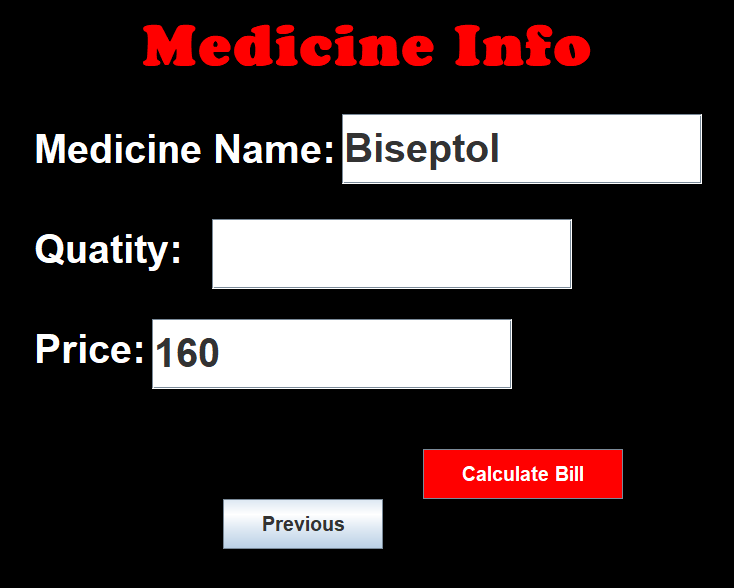 Medicine Info
Medicine Name: Biseptol
Quatity:
Price: 160
Calculate Bill
Previous